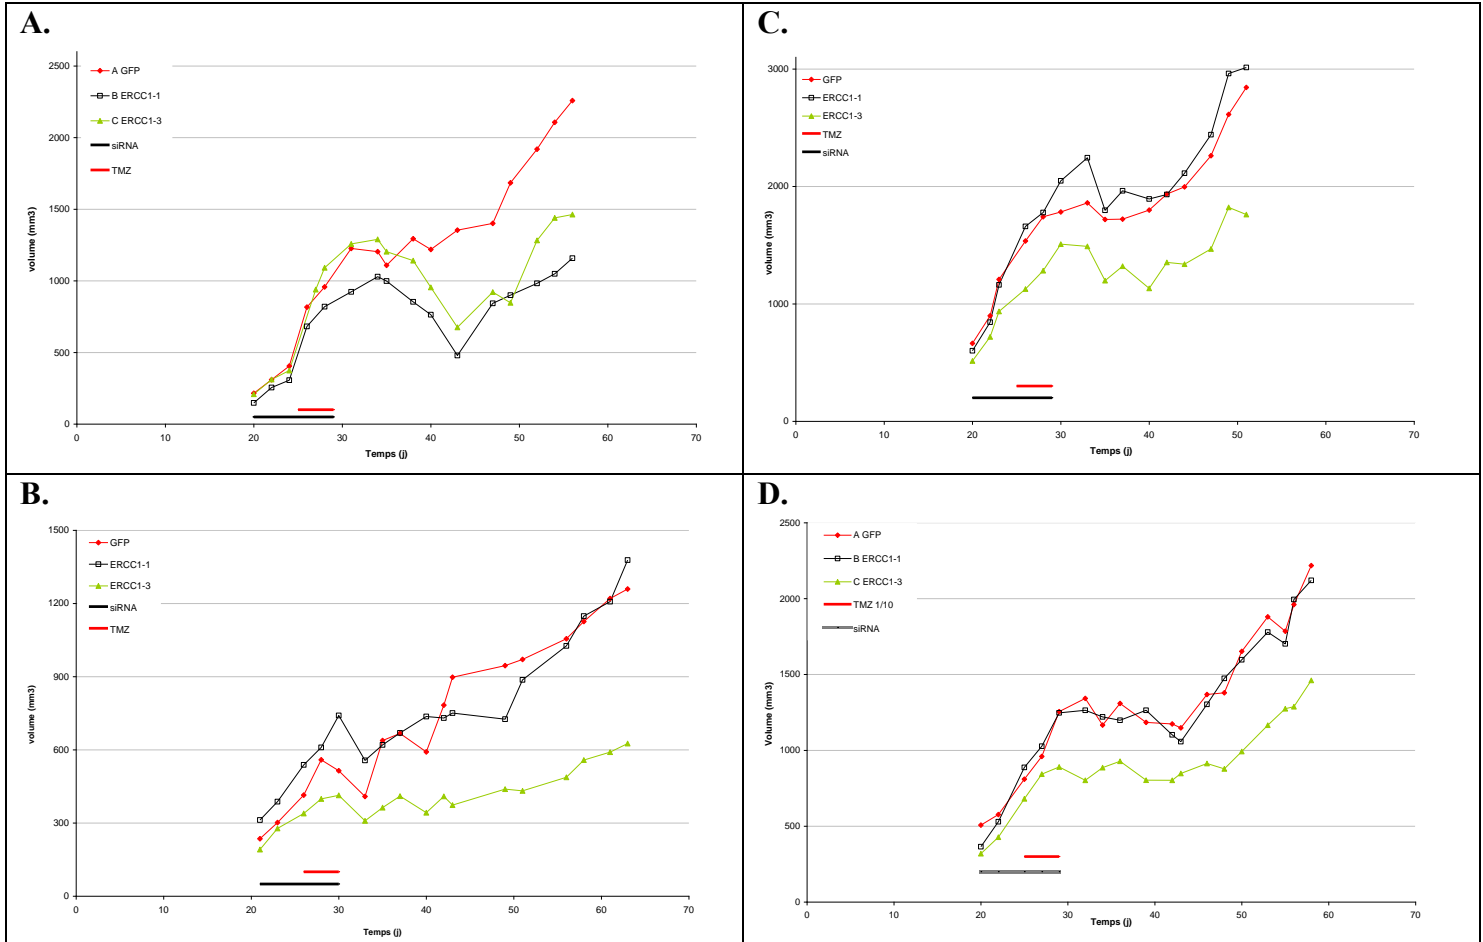 A.
2500
2000
1500
1000
500
0
volume (mm3)
A GFP
B ERCC1-1
C ERCC1-3
siRNA
TMZ
0 10 20 30 40 50 60 70
Temps (j)
C.
3000
2000
1000
0
volume (mm3)
GFP
ERCC1-1
ERCC1-3
TMZ
siRNA
0 10 20 30 40 50 60 70
Temps (j)
B.
1500
1200
900
600
300
0
volume (mm3)
GFP
ERCC1-1
ERCC1-3
siRNA
TMZ
0 10 20 30 40 50 60 70
Temps (j)
D.
2500
2000
1500
1000
500
0
Volume (mm3)
A GFP
B ERCC1-1
C ERCC1-3
TMZ 1/10
siRNA
0 10 20 30 40 50 60 70
Temps (j)